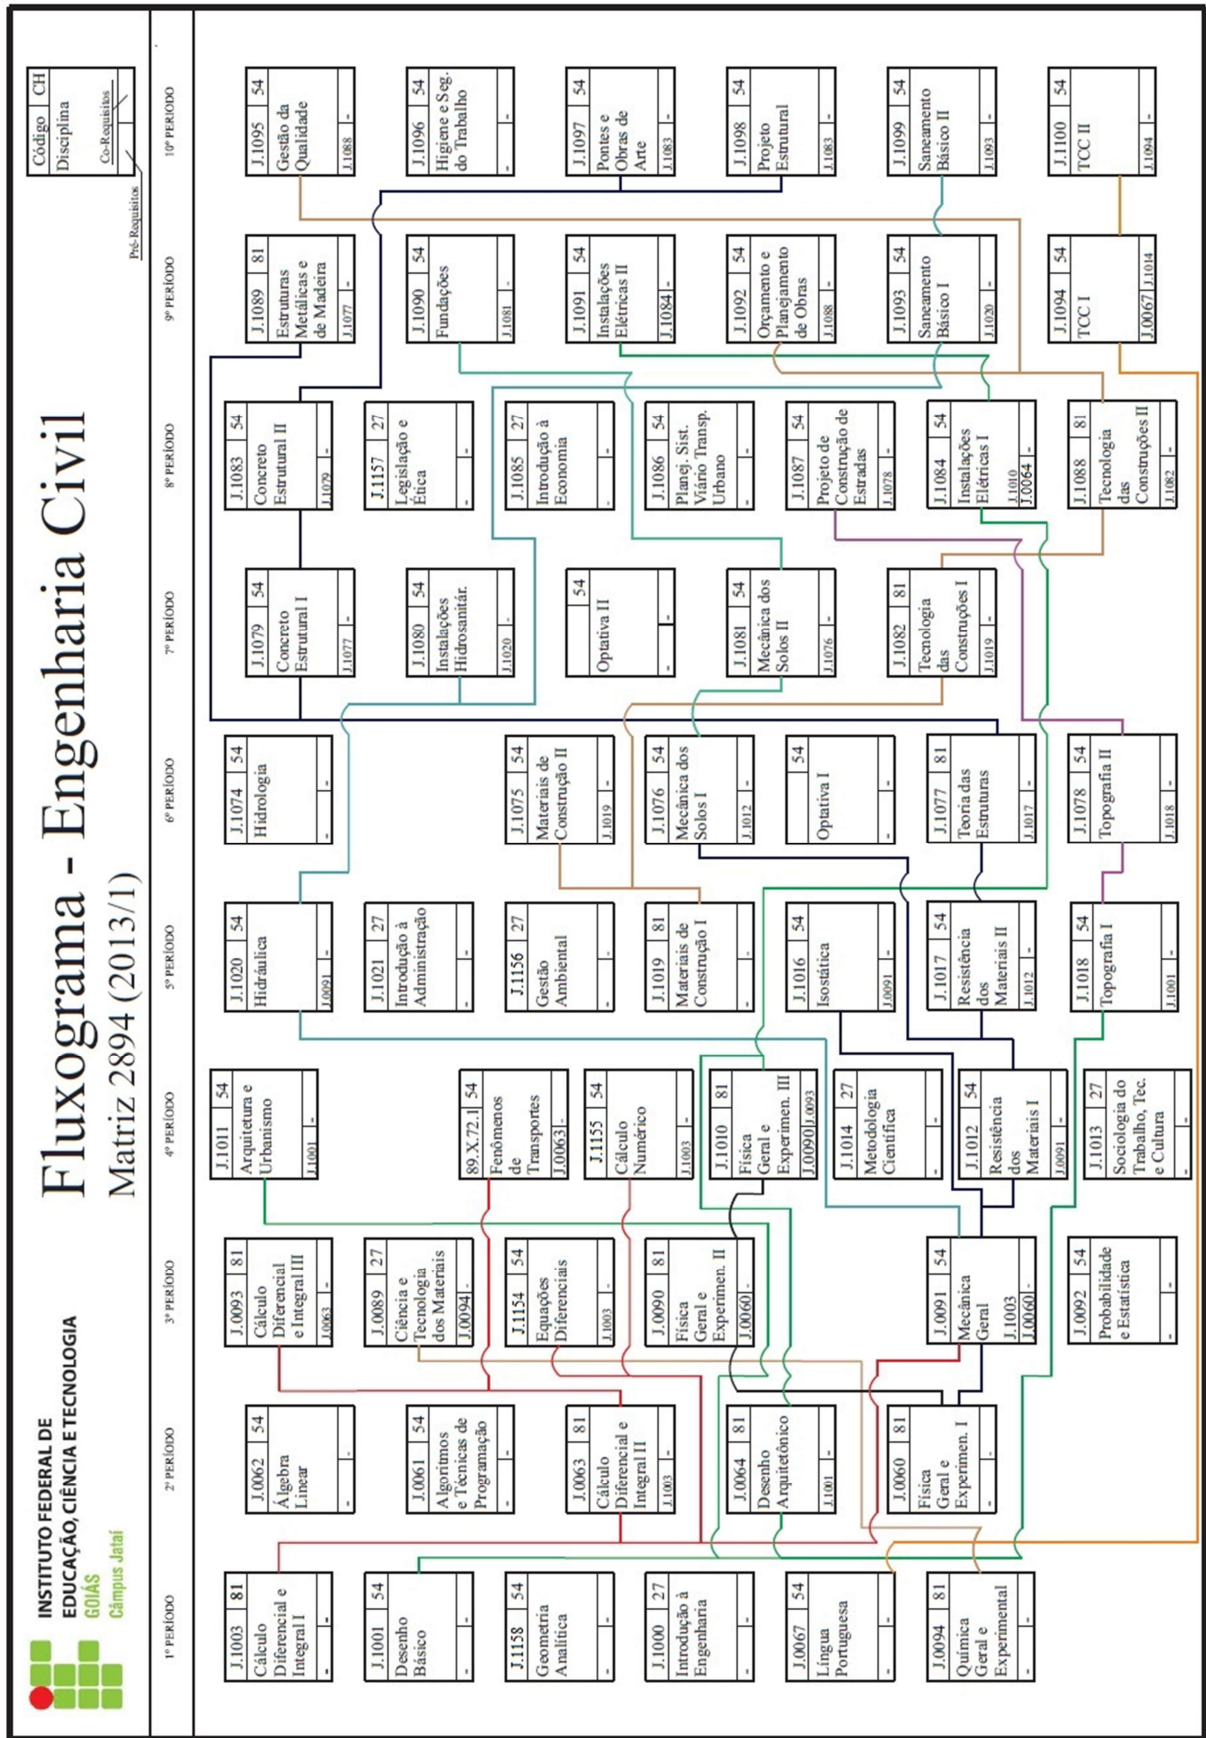 INSTITUTO FEDERAL DE
EDUCAÇÃO, CIÊNCIA E TECNOLOGIA
GOIÁS
Câmpus Jataí
Fluxograma - Engenharia Civil
Matriz 2894 (2013/1)
Código CH
Disciplina
Co-Requisitos
Pré-Requisitos
1º PERÍODO
2º PERÍODO
3º PERÍODO
4º PERÍODO
5º PERÍODO
6º PERÍODO
7º PERÍODO
8º PERÍODO
9º PERÍODO
10º PERÍODO
J.1003 81
Cálculo
Diferencial e
Integral I
- -
J.1001 54
Desenho
Básico
- -
J.1158 54
Geometria
Analítica
- -
J.1000 27
Introdução à
Engenharia
- -
J.0067 54
Língua
Portuguesa
- -
J.0094 81
Química
Geral e
Experimental
- -
J.0062 54
Álgebra
Linear
- -
J.0061 54
Algoritmos
e Técnicas de
Programação
- -
J.0063 81
Cálculo
Diferencial e
Integral II
J.1003 -
J.0064 81
Desenho
Arquitetônico
J.1001 -
J.0060 81
Física
Geral e
Experimen. I
- -
J.0093 81
Cálculo
Diferencial
e Integral III
J.0063 -
J.0089 27
Ciência e
Tecnologia
dos Materiais
J.0094 -
J.1154 54
Equações
Diferenciais
J.1003 -
J.0090 81
Física
Geral e
Experimen. II
J.0060 -
J.0091 54
Mecânica
Geral
J.1003
J.0060 -
J.0092 54
Probabilidade
e Estatística
- -
J.1011 54
Arquitetura e
Urbanismo
J.1001 -
89.X.72.1 54
Fenômenos
de
Transportes
J.0063 -
J.1155 54
Cálculo
Numérico
J.1003 -
J.1010 81
Física
Geral e
Experimen. III
J.0090 J.0093
J.1014 27
Metodologia
Científica
- -
J.1012 54
Resistência
dos
Materiais I
J.0091 -
J.1013 27
Sociologia do
Trabalho, Tec.
e Cultura
- -
J.1020 54
Hidráulica
J.0091 -
J.1021 27
Introdução à
Administração
- -
J.1156 27
Gestão
Ambiental
- -
J.1019 81
Materiais de
Construção I
- -
J.1016 54
Isostática
J.0091 -
J.1017 54
Resistência
dos
Materiais II
J.1012 -
J.1018 54
Topografia I
J.1001 -
J.1074 54
Hidrologia
- -
J.1075 54
Materiais de
Construção II
J.1019 -
J.1076 54
Mecânica dos
Solos I
J.1012 -
54
Optativa I
- -
J.1077 81
Teoria das
Estruturas
J.1017 -
J.1078 54
Topografia II
J.1018 -
J.1079 54
Concreto
Estrutural I
J.1077 -
J.1080 54
Instalações
Hidrosanitár.
J.1020 -
54
Optativa II
- -
J.1081 54
Mecânica dos
Solos II
J.1076 -
J.1082 81
Tecnologia
das
Construções I
J.1019 -
J.1083 54
Concreto
Estrutural II
J.1079 -
J.1157 27
Legislação e
Ética
- -
J.1085 27
Introdução à
Economia
- -
J.1086 54
Planej. Sist.
Viário Transp.
Urbano
- -
J.1087 54
Projeto de
Construção de
Estradas
J.1078 -
J.1084 54
Instalações
Elétricas I
J.1010
J.0064 -
J.1088 81
Tecnologia
das
Construções II
J.1082 -
J.1089 81
Estruturas
Metálicas e
de Madeira
J.1077 -
J.1090 54
Fundações
J.1081 -
J.1091 54
Instalações
Elétricas II
J.1084 -
J.1092 54
Orçamento e
Planejamento
de Obras
J.1088 -
J.1093 54
Saneamento
Básico I
J.1020 -
J.1094 54
TCC I
J.0067 J.1014
J.1095 54
Gestão da
Qualidade
J.1088 -
J.1096 54
Higiene e Seg.
do Trabalho
- -
J.1097 54
Pontes e
Obras de
Arte
J.1083 -
J.1098 54
Projeto
Estrutural
J.1083 -
J.1099 54
Saneamento
Básico II
J.1093 -
J.1100 54
TCC II
J.1094 -